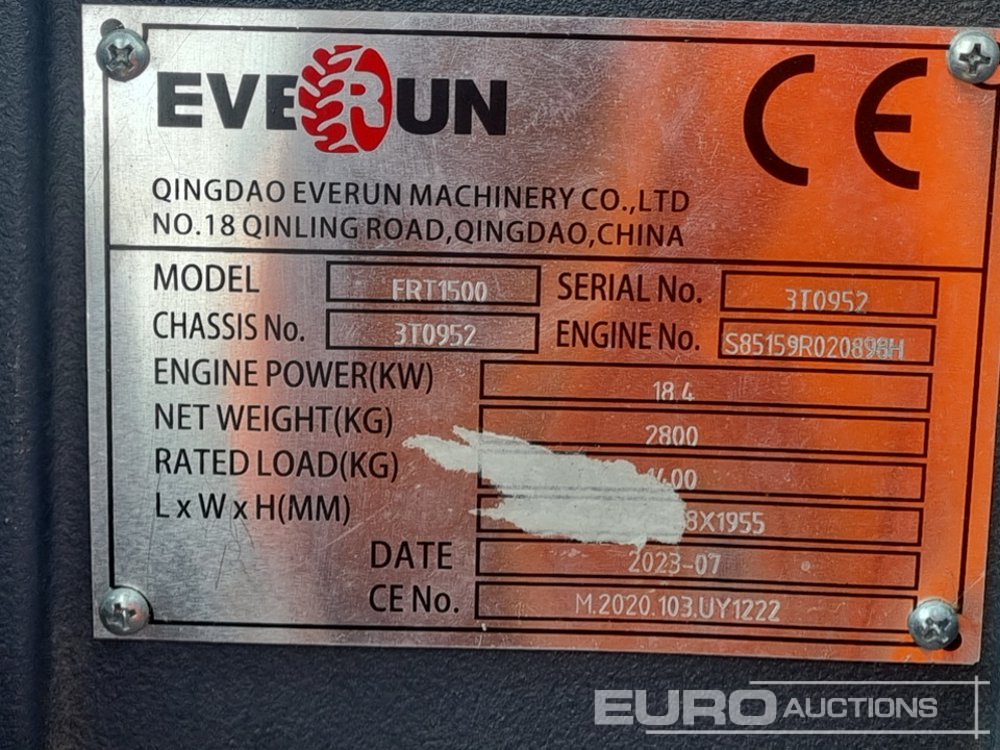 EVERUN
CE
QINGDAO EVERUN MACHINERY CO.,LTD
NO.18 QINLING ROAD,QINGDAO,CHINA
MODEL FRT1500 SERIAL No. 3T0952
CHASSIS No. 3T0952 ENGINE No. S85159R020898H
ENGINE POWER(KW) 18.4
NET WEIGHT(KG) 2800
RATED LOAD(KG)
L x W x H(MM) 8X1955
DATE 2023-07
CE No. M.2020.103.UY1222
EURO AUCTIONS